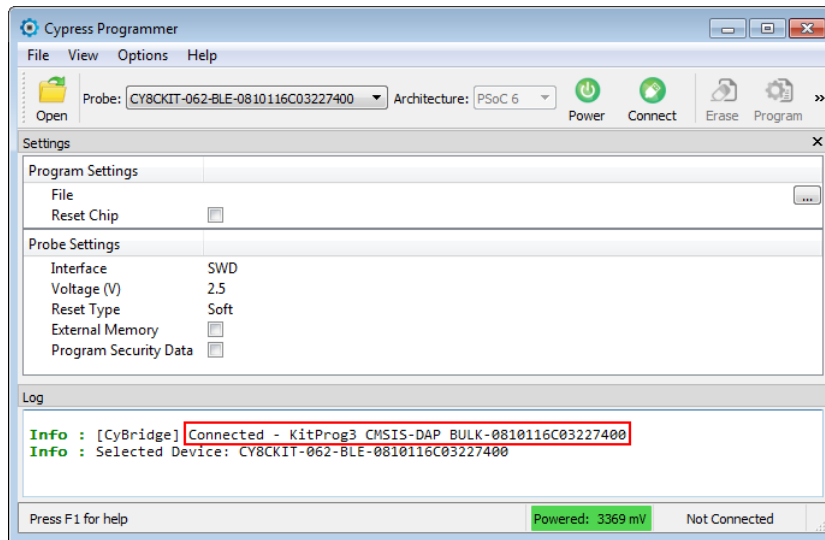 Cypress Programmer
File View Options Help
Open Probe: CY8CKIT-062-BLE-0810116C03227400 Architecture: PSoC 6 Power Connect Erase Program »
Settings
Program Settings
File ...
Reset Chip
Probe Settings
Interface SWD
Voltage (V) 2.5
Reset Type Soft
External Memory
Program Security Data
Log
Info : [CyBridge] Connected - KitProg3 CMSIS-DAP BULK-0810116C03227400
Info : Selected Device: CY8CKIT-062-BLE-0810116C03227400
Press F1 for help Powered: 3369 mV Not Connected